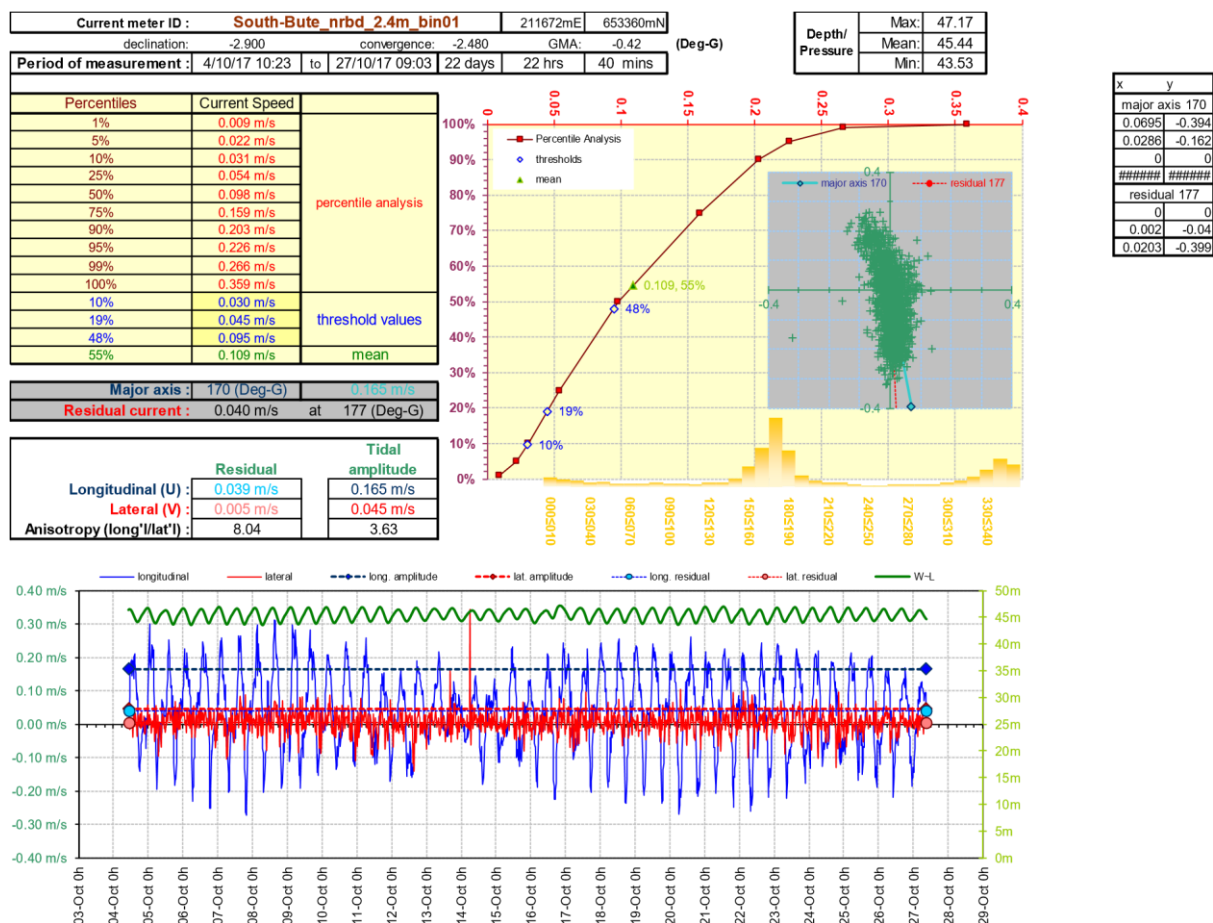 Current meter ID : South-Bute_nrbd_2.4m_bin01 211672mE 653360mN
declination: -2.900 convergence: -2.480 GMA: -0.42 (Deg-G)
Period of measurement : 4/10/17 10:23 to 27/10/17 09:03 22 days 22 hrs 40 mins
Depth/ Pressure
Max: 47.17
Mean: 45.44
Min: 43.53
Percentiles Current Speed
1% 0.009 m/s
5% 0.022 m/s
10% 0.031 m/s
25% 0.054 m/s
50% 0.098 m/s
75% 0.159 m/s
90% 0.203 m/s
95% 0.226 m/s
99% 0.266 m/s
100% 0.359 m/s
percentile analysis
10% 0.030 m/s
19% 0.045 m/s
48% 0.095 m/s
threshold values
55% 0.109 m/s mean
Major axis : 170 (Deg-G) 0.165 m/s
Residual current : 0.040 m/s at 177 (Deg-G)
Residual Tidal amplitude
Longitudinal (U) : 0.039 m/s 0.165 m/s
Lateral (V) : 0.005 m/s 0.045 m/s
Anisotropy (long'l/lat'l) : 8.04 3.63
0 0.05 0.1 0.15 0.2 0.25 0.3 0.35 0.4
100%
90%
80%
70%
60%
50%
40%
30%
20%
10%
0%
Percentile Analysis
thresholds
mean
0.109, 55%
48%
19%
10%
major axis 170 residual 177
0.4
-0.4 0.4
-0.4
000≤010 030≤040 060≤070 090≤100 120≤130 150≤160 180≤190 210≤220 240≤250 270≤280 300≤310 330≤340
x y
major axis 170
0.0695 -0.394
0.0286 -0.162
0 0
###### ######
residual 177
0 0
0.002 -0.04
0.0203 -0.399
longitudinal lateral long. amplitude lat. amplitude long. residual lat. residual W-L
0.40 m/s
0.30 m/s
0.20 m/s
0.10 m/s
0.00 m/s
-0.10 m/s
-0.20 m/s
-0.30 m/s
-0.40 m/s
50m
45m
40m
35m
30m
25m
20m
15m
10m
5m
0m
03-Oct 0h 04-Oct 0h 05-Oct 0h 06-Oct 0h 07-Oct 0h 08-Oct 0h 09-Oct 0h 10-Oct 0h 11-Oct 0h 12-Oct 0h 13-Oct 0h 14-Oct 0h 15-Oct 0h 16-Oct 0h 17-Oct 0h 18-Oct 0h 19-Oct 0h 20-Oct 0h 21-Oct 0h 22-Oct 0h 23-Oct 0h 24-Oct 0h 25-Oct 0h 26-Oct 0h 27-Oct 0h 28-Oct 0h 29-Oct 0h